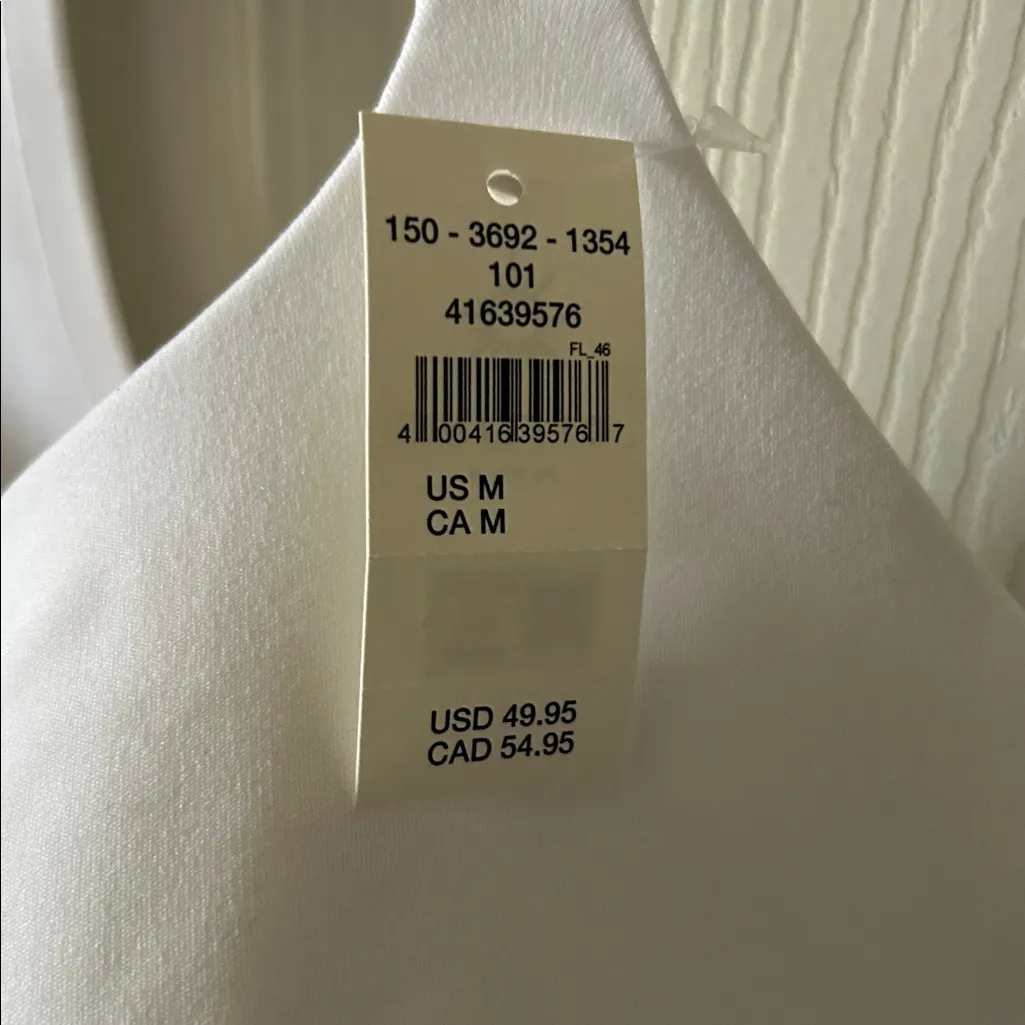 150 - 3692 - 1354
101
41639576
FL_46
4 00416 39576 7
US M
CA M
USD 49.95
CAD 54.95